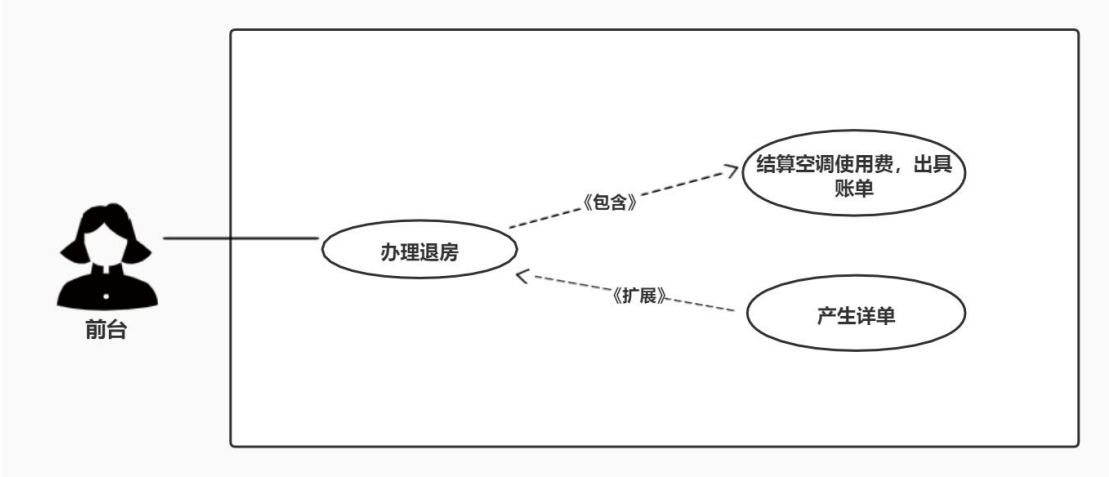 结算空调使用费，出具
账单
《包含》
办理退房
《扩展》
产生详单
前台